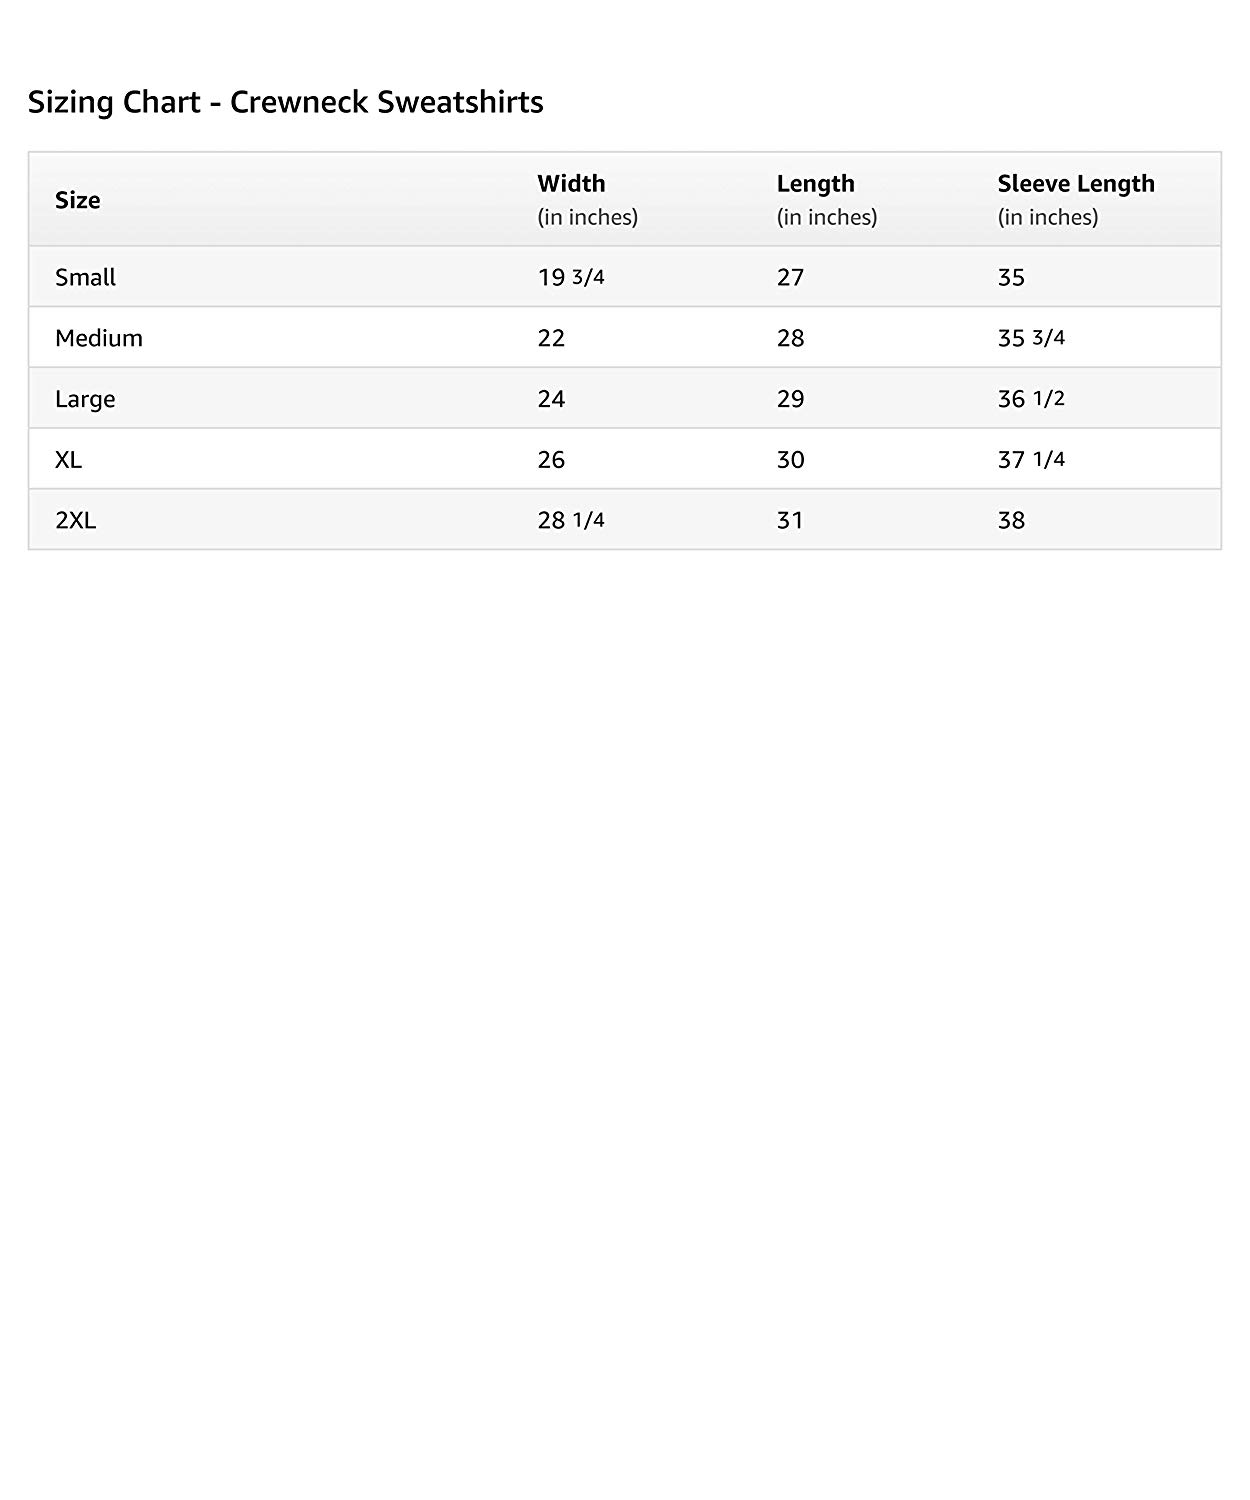 Sizing Chart - Crewneck Sweatshirts
Size Width Length Sleeve Length
(in inches) (in inches) (in inches)
Small 19 3/4 27 35
Medium 22 28 35 3/4
Large 24 29 36 1/2
XL 26 30 37 1/4
2XL 28 1/4 31 38